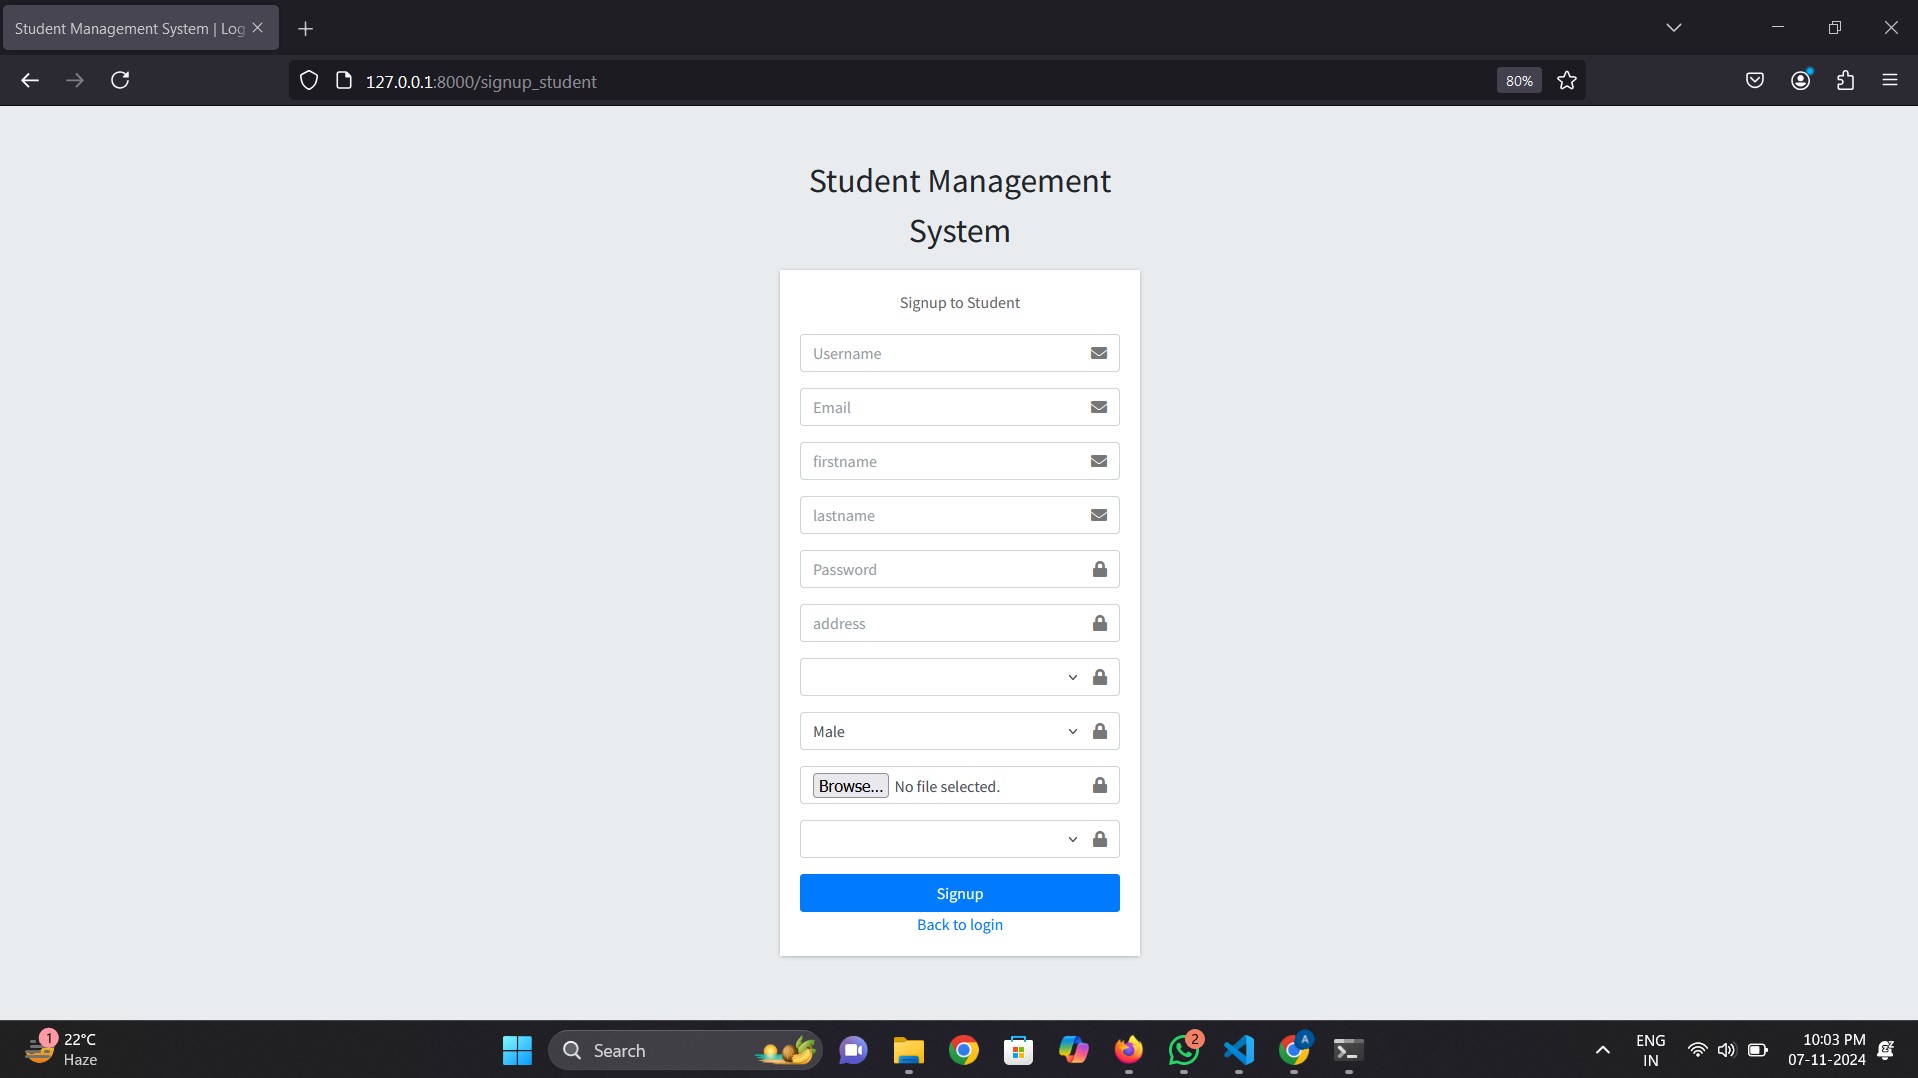 Student Management System | Log
127.0.0.1:8000/signup_student
80%
Student Management
System
Signup to Student
Username
Email
firstname
lastname
Password
address
Male
Browse... No file selected.
Signup
Back to login
1
22°C
Haze
Search
2
A
ENG
IN
10:03 PM
07-11-2024